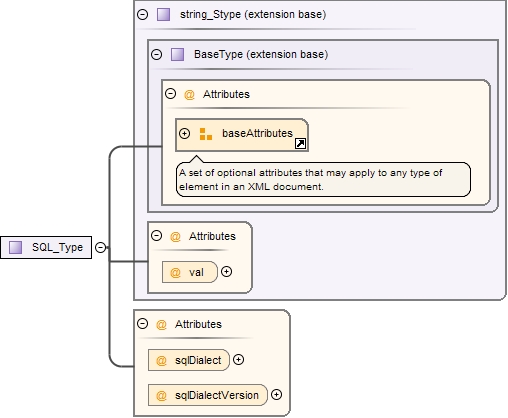 string_Stype (extension base)
BaseType (extension base)
@ Attributes
baseAttributes
A set of optional attributes that may apply to any type of
element in an XML document.
SQL_Type
@ Attributes
@ val
@ Attributes
@ sqlDialect
@ sqlDialectVersion